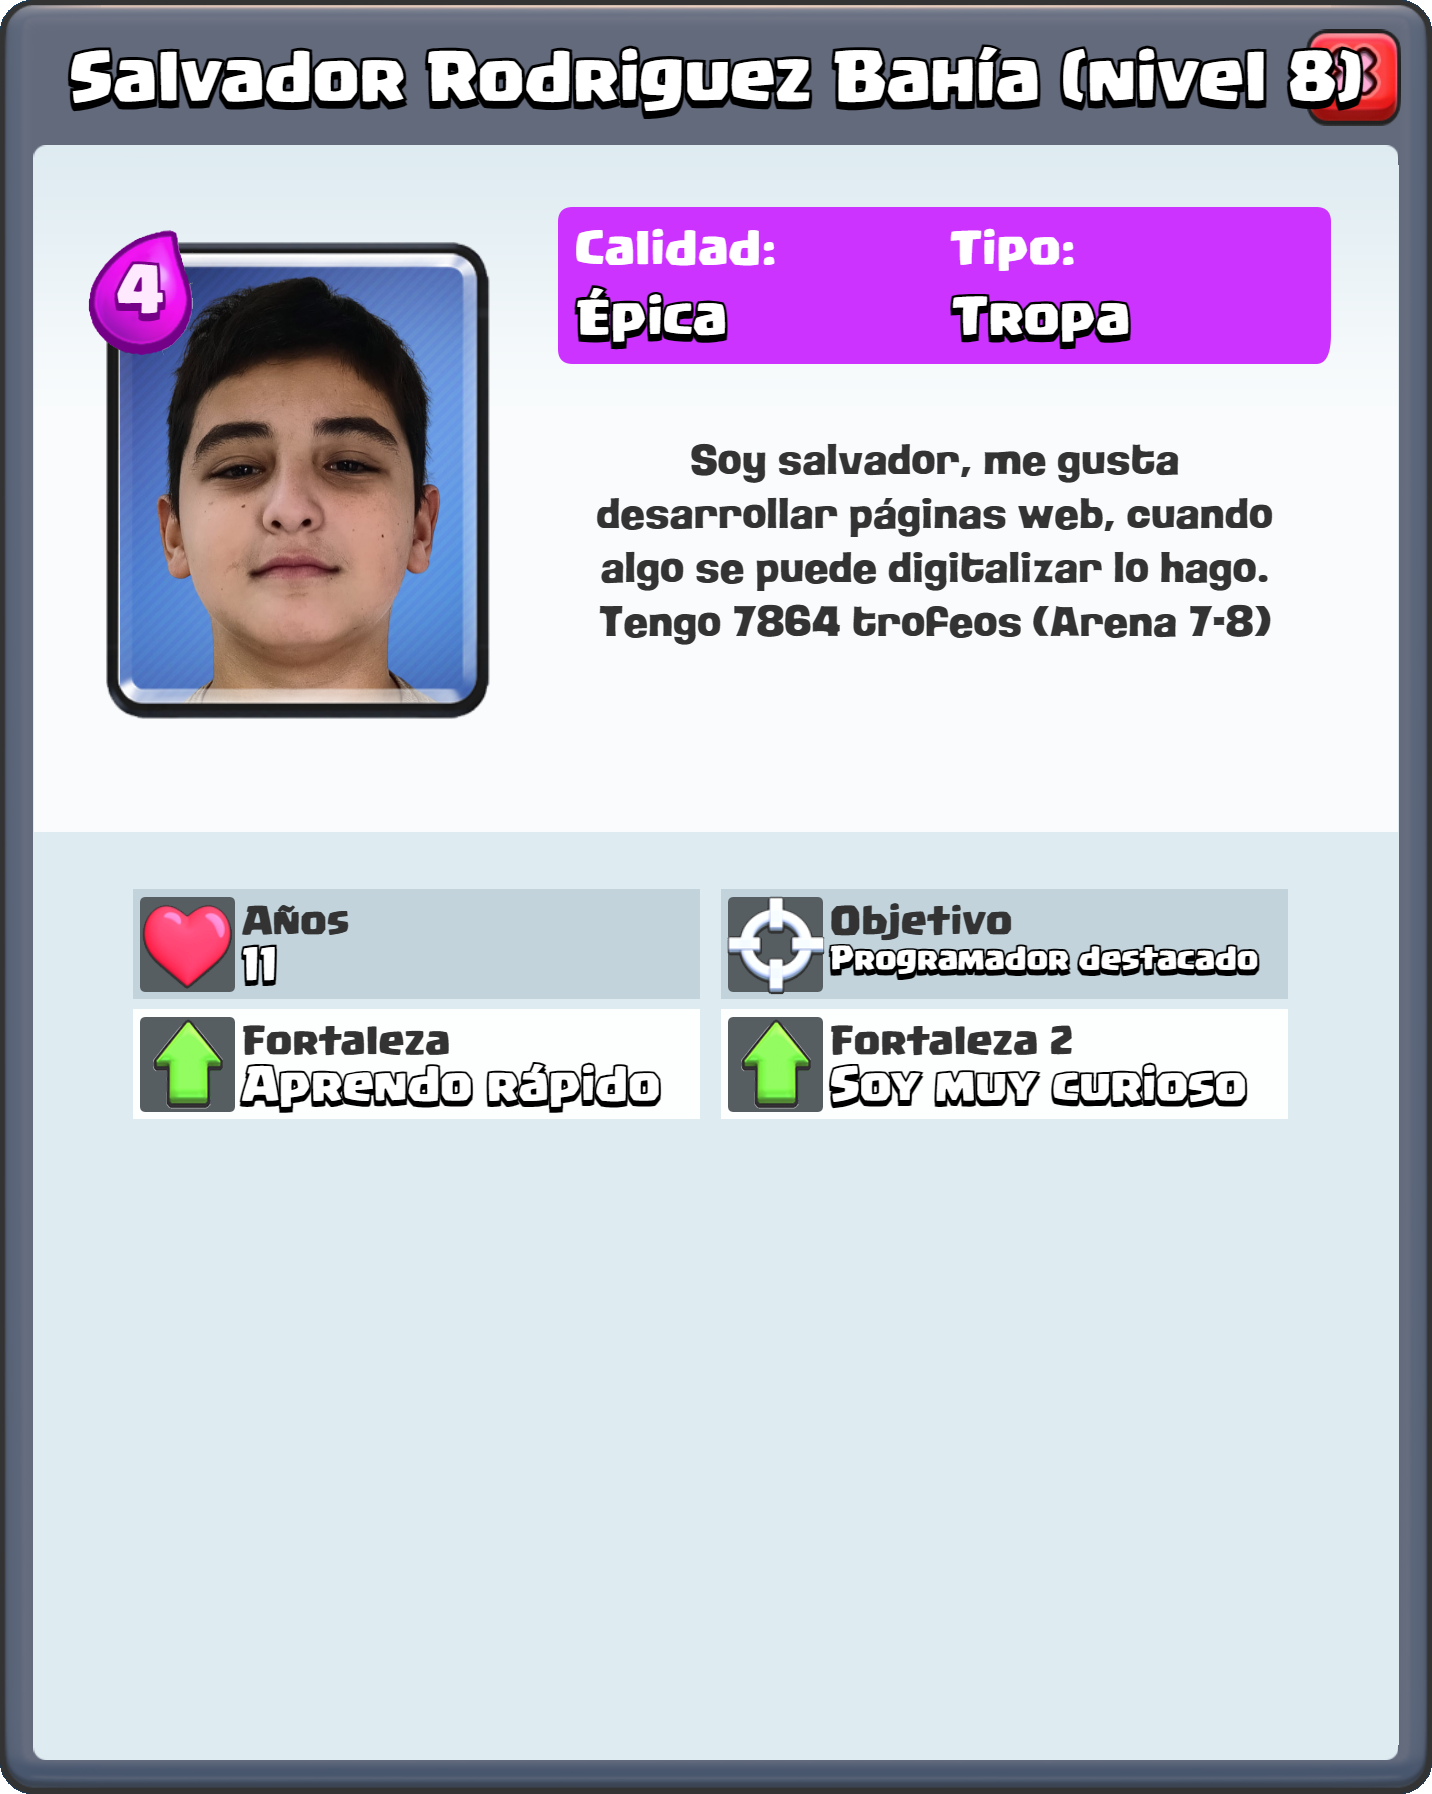 Salvador Rodriguez Bahía (nivel 8)
4
Calidad: Tipo:
Épica Tropa
Soy salvador, me gusta
desarrollar páginas web, cuando
algo se puede digitalizar lo hago.
Tengo 7864 trofeos (Arena 7-8)
Años
11
Objetivo
Programador destacado
Fortaleza
Aprendo rápido
Fortaleza 2
Soy muy curioso